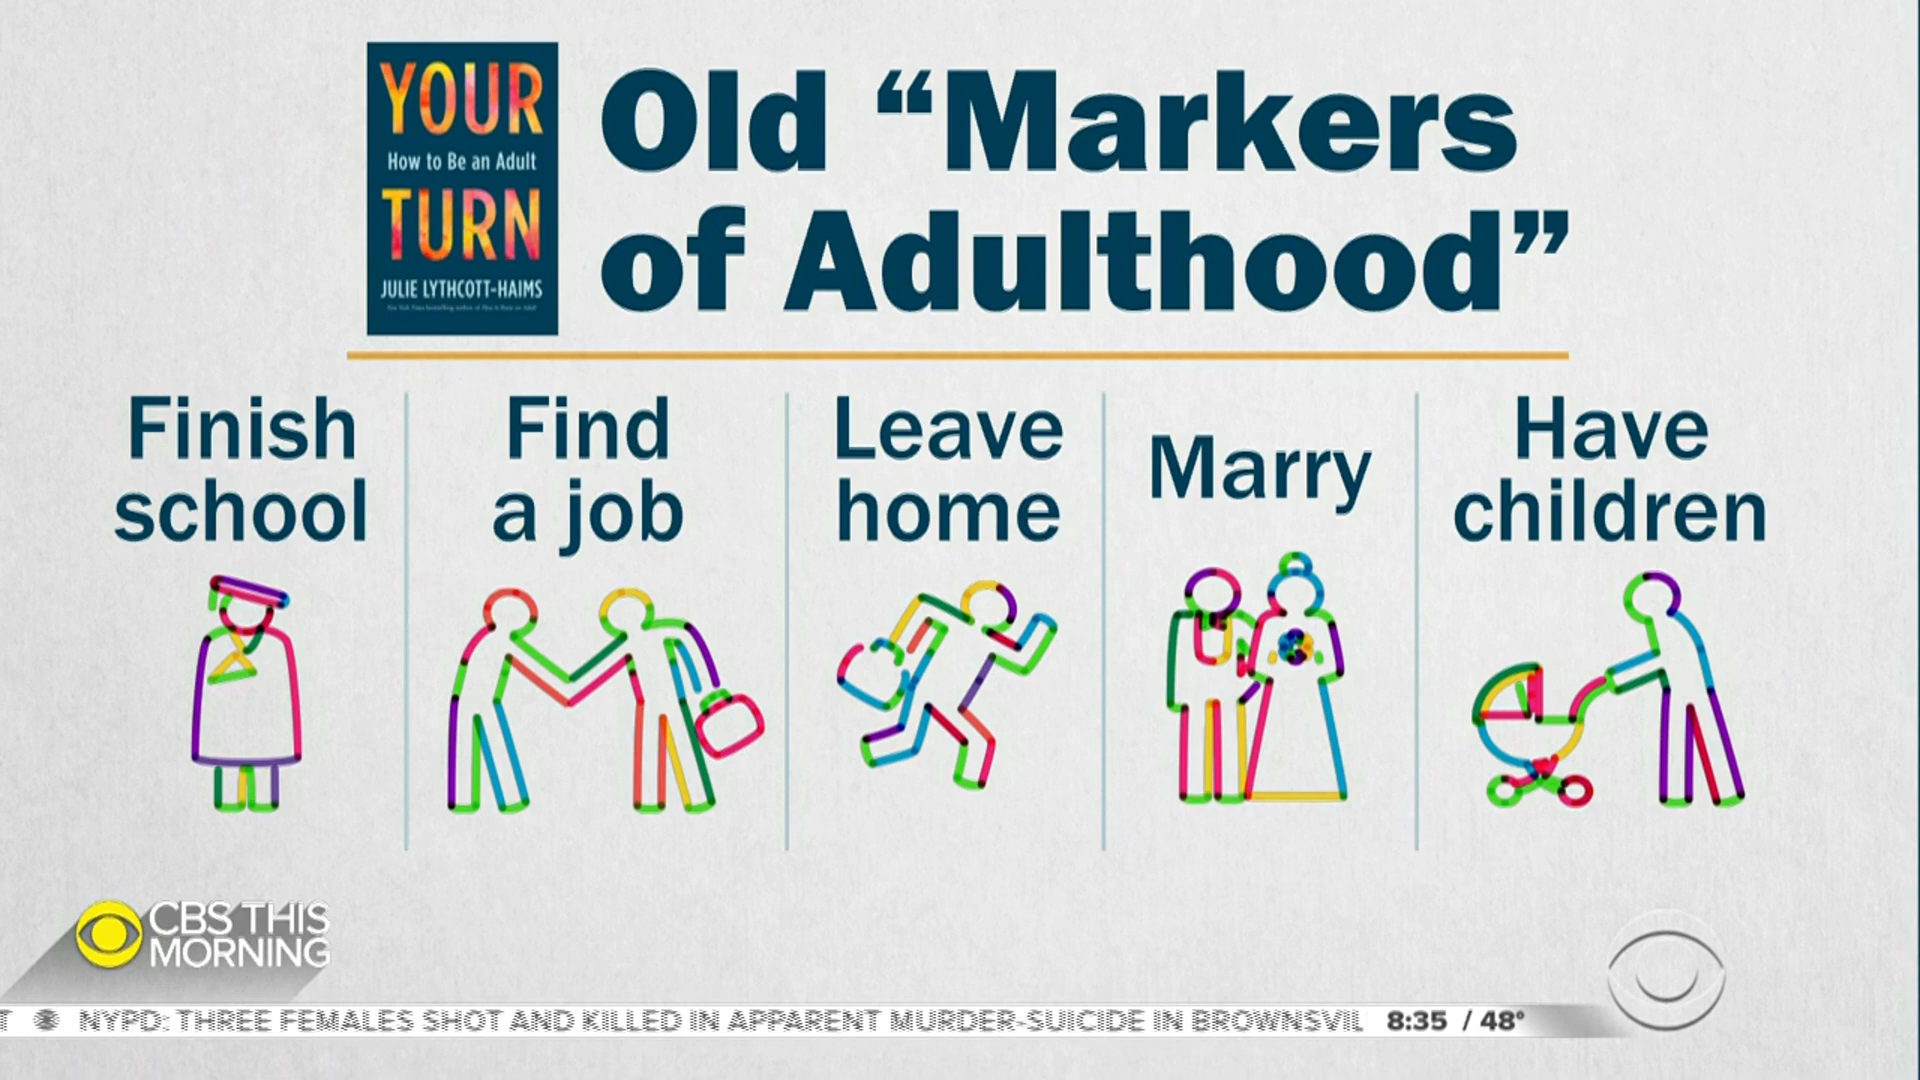 YOUR
How to Be an Adult
TURN
JULIE LYTHCOTT-HAIMS
Old “Markers
of Adulthood”
Finish
school
Find
a job
Leave
home
Marry
Have
children
CBS THIS
MORNING
T NYPD: THREE FEMALES SHOT AND KILLED IN APPARENT MURDER-SUICIDE IN BROWNSVIL 8:35 / 48°